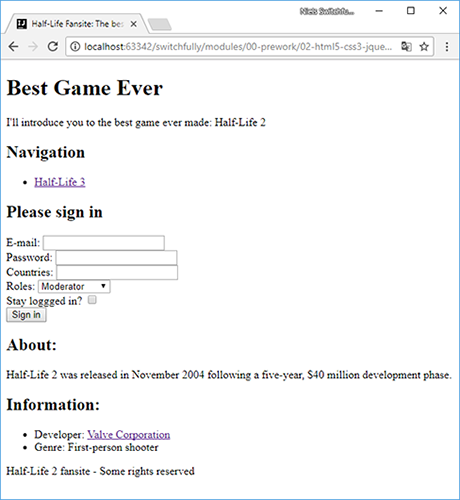 Niels Switchfu...
Half-Life Fansite: The bes
localhost:63342/switchfully/modules/00-prework/02-html5-css3-jque...
Best Game Ever
I'll introduce you to the best game ever made: Half-Life 2
Navigation
Half-Life 3
Please sign in
E-mail:
Password:
Countries:
Roles: Moderator
Stay loggged in?
Sign in
About:
Half-Life 2 was released in November 2004 following a five-year, $40 million development phase.
Information:
Developer: Valve Corporation
Genre: First-person shooter
Half-Life 2 fansite - Some rights reserved